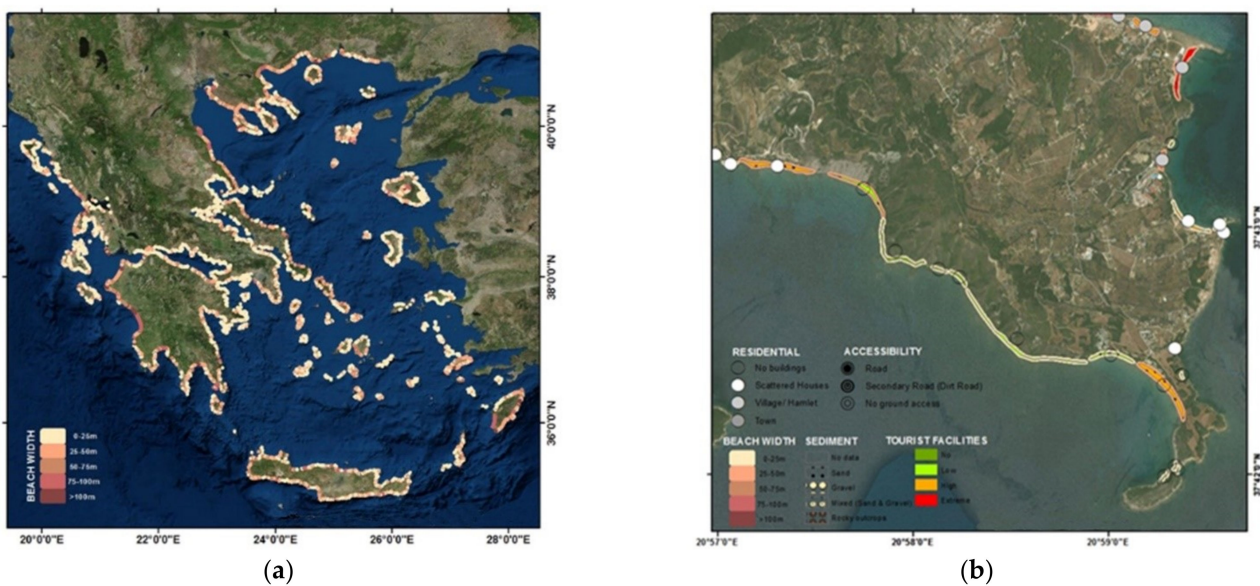 40°0'0"N
38°0'0"N
36°0'0"N
BEACH WIDTH
0-25m
25-50m
50-75m
75-100m
>100m
20°0'0"E 22°0'0"E 24°0'0"E 26°0'0"E 28°0'0"E
(a)
RESIDENTIAL ACCESSIBILITY
No buildings Road
Scattered Houses Secondary Road (Dirt Road)
Village/ Hamlet No ground access
Town
BEACH WIDTH SEDIMENT TOURIST FACILITIES
0-25m No data No
25-50m Sand Low
50-75m Gravel High
75-100m Mixed (Sand & Gravel) Extreme
>100m Rocky outcrops
20°57'0"E 20°58'0"E 20°59'0"E
(b)